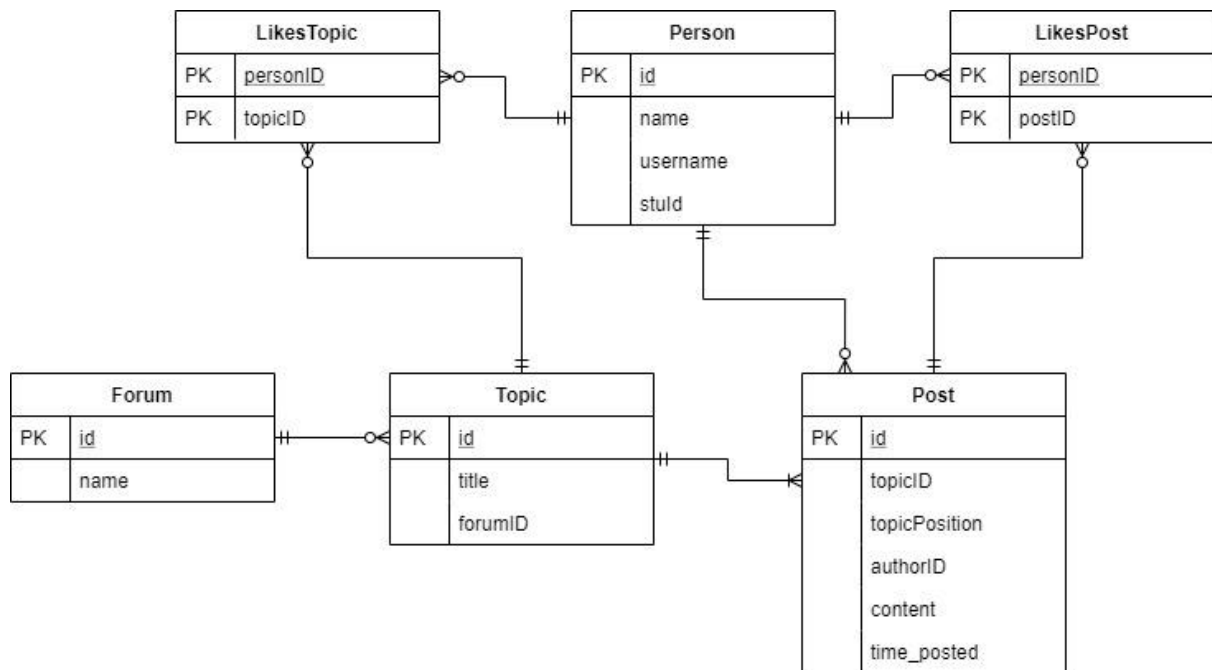 LikesTopic
PK personID
PK topicID
Person
PK id
name
username
stuId
LikesPost
PK personID
PK postID
Forum
PK id
name
Topic
PK id
title
forumID
Post
PK id
topicID
topicPosition
authorID
content
time_posted